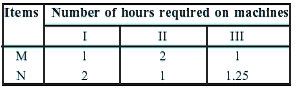 Items Number of hours required on machines
I II III
M 1 2 1
N 2 1 1.25